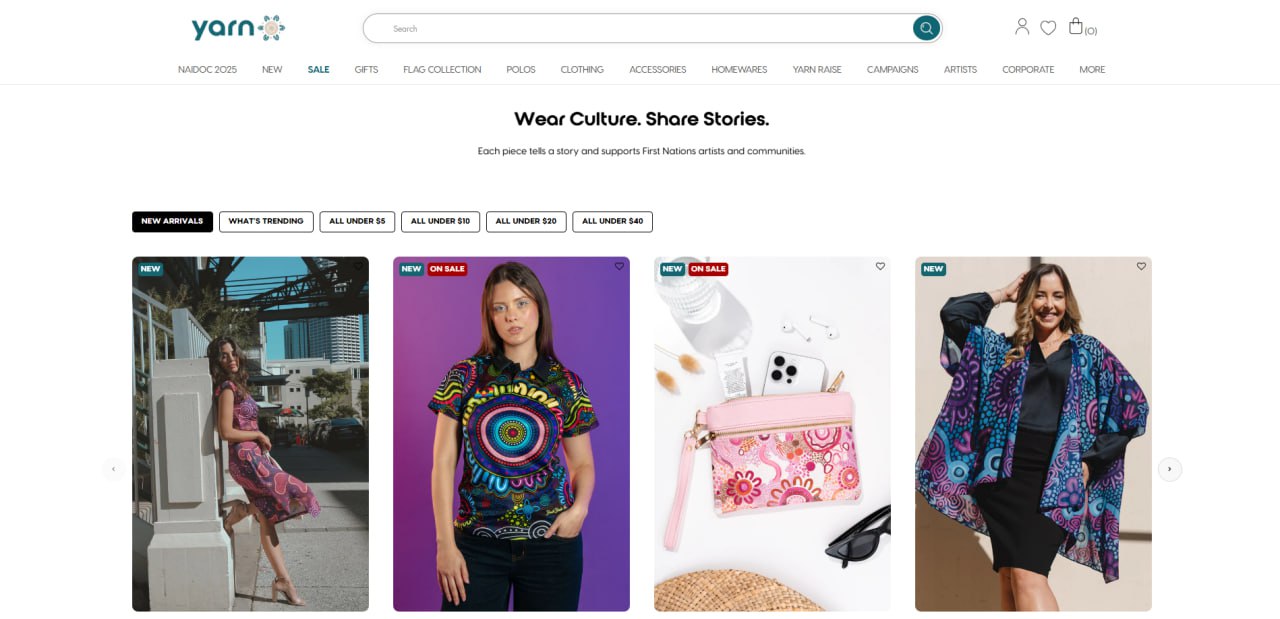 yarn
Search
(0)
NAIDOC 2025 NEW SALE GIFTS FLAG COLLECTION POLOS CLOTHING ACCESSORIES HOMEWARES YARN RAISE CAMPAIGNS ARTISTS CORPORATE MORE
Wear Culture. Share Stories.
Each piece tells a story and supports First Nations artists and communities.
NEW ARRIVALS WHAT'S TRENDING ALL UNDER $5 ALL UNDER $10 ALL UNDER $20 ALL UNDER $40
NEW NEW ON SALE NEW ON SALE NEW